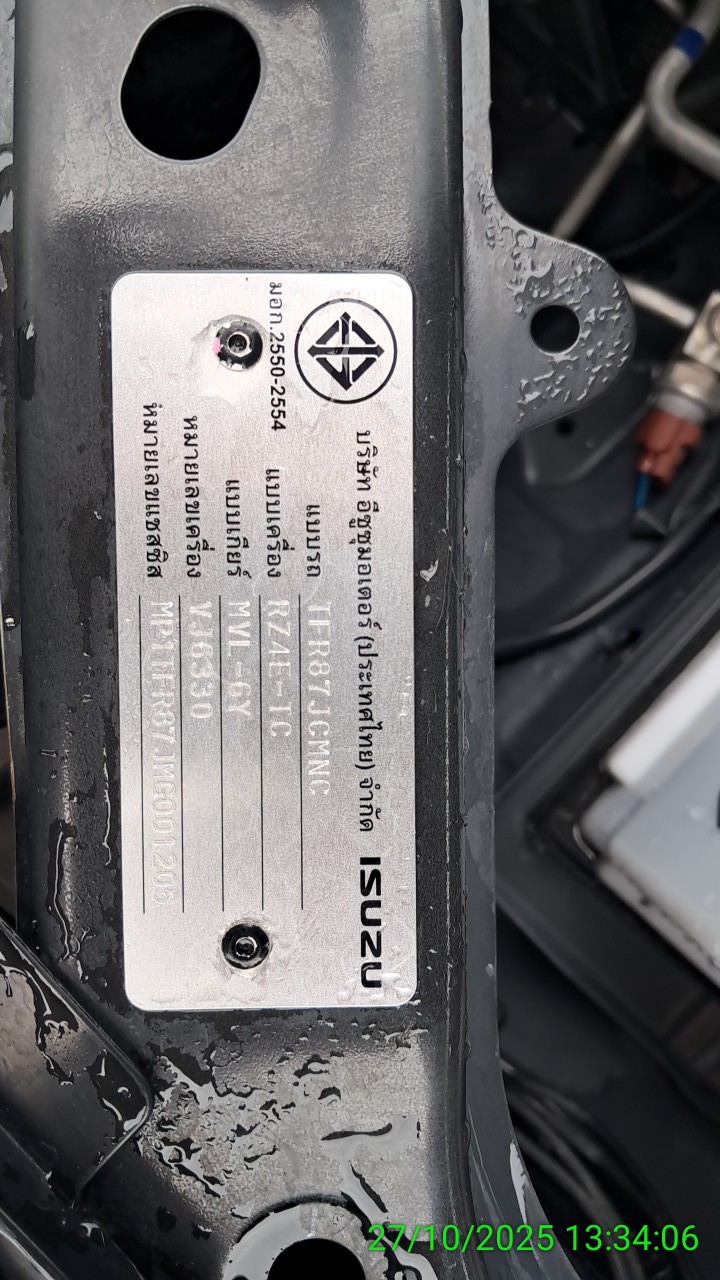 บริษัท อีซูซุมอเตอร์ (ประเทศไทย) จำกัด ISUZU
มอก.2550-2554
แบบรถ TFR87JCMNC
แบบเครื่อง RZ4E-TC
แบบเกียร์ MVL-6Y
หมายเลขเครื่อง VJ6330
หมายเลขแชสซิส MP1TFR87JMG001205
27/10/2025 13:34:06